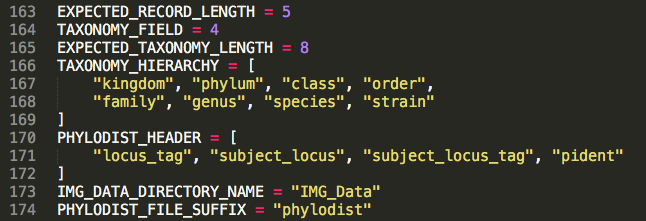 163 EXPECTED_RECORD_LENGTH = 5
164 TAXONOMY_FIELD = 4
165 EXPECTED_TAXONOMY_LENGTH = 8
166 TAXONOMY_HIERARCHY = [
167     "kingdom", "phylum", "class", "order",
168     "family", "genus", "species", "strain"
169 ]
170 PHYLODIST_HEADER = [
171     "locus_tag", "subject_locus", "subject_locus_tag", "pident"
172 ]
173 IMG_DATA_DIRECTORY_NAME = "IMG_Data"
174 PHYLODIST_FILE_SUFFIX = "phylodist"